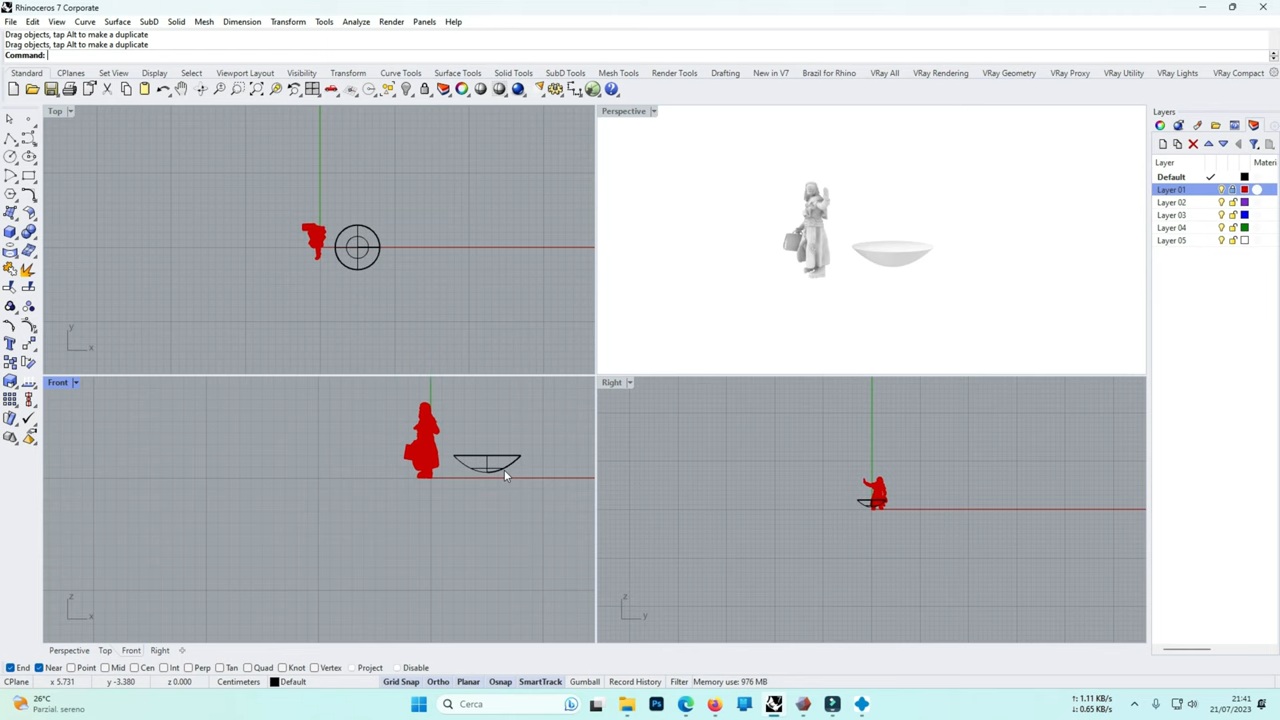 Rhinoceros 7 Corporate
File Edit View Curve Surface SubD Solid Mesh Dimension Transform Tools Analyze Render Panels Help
Drag objects, tap Alt to make a duplicate
Drag objects, tap Alt to make a duplicate
Command:
Standard CPlanes Set View Display Select Viewport Layout Visibility Transform Curve Tools Surface Tools Solid Tools SubD Tools Mesh Tools Render Tools Drafting New in V7 Brazil for Rhino VRay All VRay Rendering VRay Geometry VRay Proxy VRay Utility VRay Lights VRay Compact
Top
Perspective
Layers
Layer Materi
Default
Layer 01
Layer 02
Layer 03
Layer 04
Layer 05
y
x
Front
Right
z
x
z
y
Perspective Top Front Right
End Near Point Mid Cen Int Perp Tan Quad Knot Vertex Project Disable
CPlane x 5.731 y -3.380 z 0.000 Centimeters Default Grid Snap Ortho Planar Osnap SmartTrack Gumball Record History Filter Memory use: 976 MB
26°C
Parzial. sereno
Cerca
Ps
↑: 1.11 KB/s
↓: 0.65 KB/s
21:41
21/07/2023